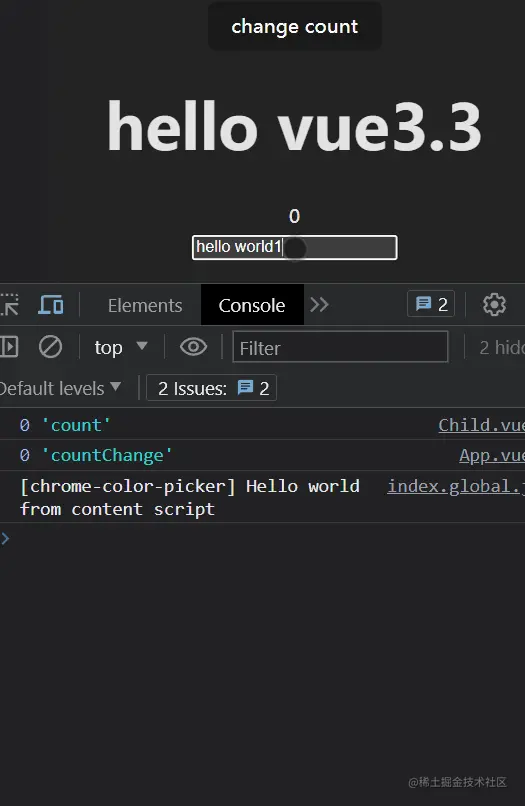 change count
hello vue3.3
0
hello world1
Elements Console 2
top Filter 2
Default levels 2 Issues: 2
0 'count' Child.vue
0 'countChange' App.vue
[chrome-color-picker] Hello world index.global.j
from content script
@稀土掘金技术社区